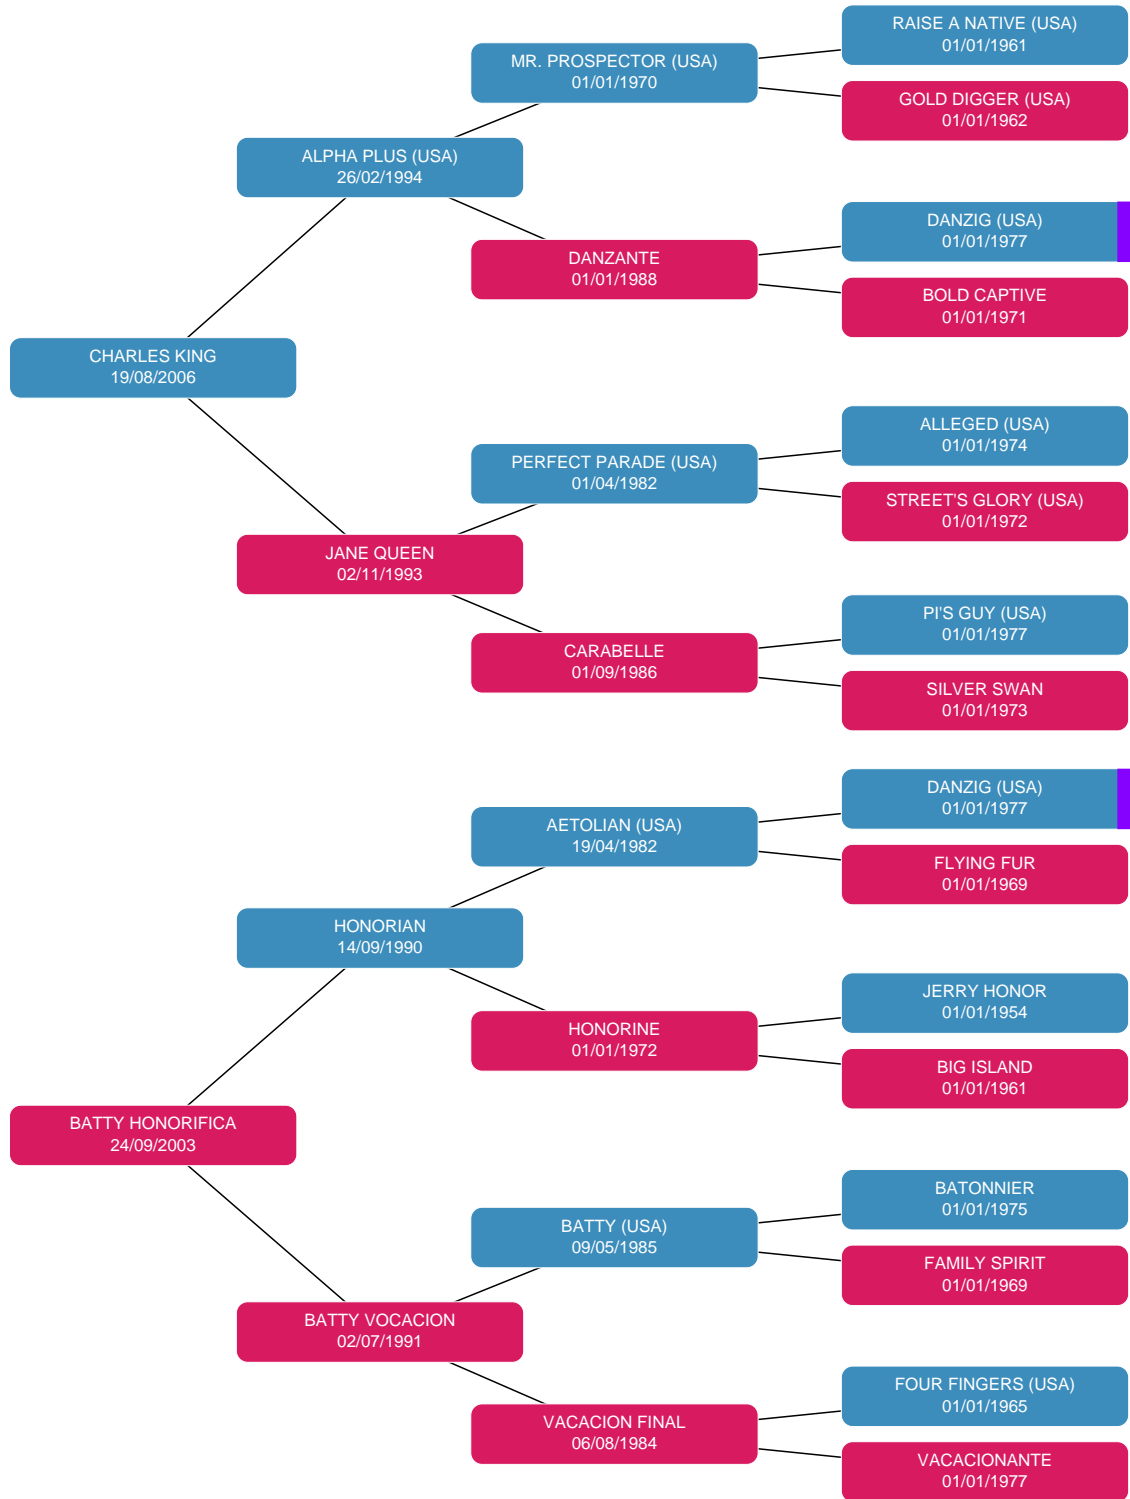 RAISE A NATIVE (USA)
01/01/1961
MR. PROSPECTOR (USA)
01/01/1970
GOLD DIGGER (USA)
01/01/1962
ALPHA PLUS (USA)
26/02/1994
DANZIG (USA)
01/01/1977
DANZANTE
01/01/1988
BOLD CAPTIVE
01/01/1971
CHARLES KING
19/08/2006
ALLEGED (USA)
01/01/1974
PERFECT PARADE (USA)
01/04/1982
STREET'S GLORY (USA)
01/01/1972
JANE QUEEN
02/11/1993
PI'S GUY (USA)
01/01/1977
CARABELLE
01/09/1986
SILVER SWAN
01/01/1973
DANZIG (USA)
01/01/1977
AETOLIAN (USA)
19/04/1982
FLYING FUR
01/01/1969
HONORIAN
14/09/1990
JERRY HONOR
01/01/1954
HONORINE
01/01/1972
BIG ISLAND
01/01/1961
BATTY HONORIFICA
24/09/2003
BATONNIER
01/01/1975
BATTY (USA)
09/05/1985
FAMILY SPIRIT
01/01/1969
BATTY VOCACION
02/07/1991
FOUR FINGERS (USA)
01/01/1965
VACACION FINAL
06/08/1984
VACACIONANTE
01/01/1977